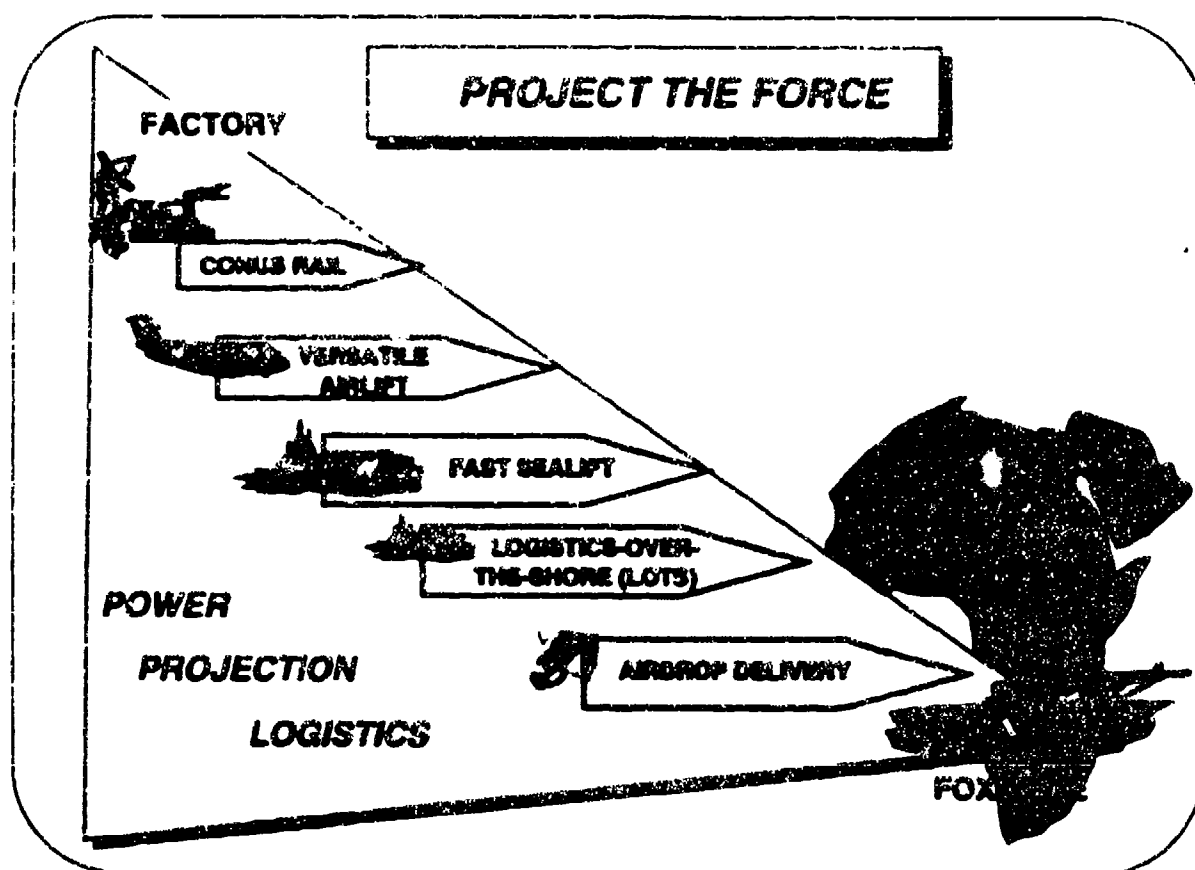 PROJECT THE FORCE
FACTORY
CONUS RAIL
VERSATILE
AIRLIFT
FAST SEALIFT
LOGISTICS-OVER-
THE-SHORE (LOTS)
POWER
PROJECTION
LOGISTICS
AIRDROP DELIVERY